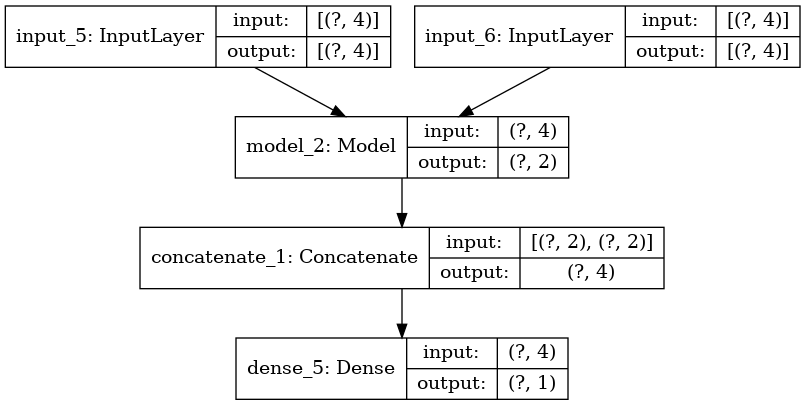 input_5: InputLayer input: [(?, 4)] output: [(?, 4)]
input_6: InputLayer input: [(?, 4)] output: [(?, 4)]
model_2: Model input: (?, 4) output: (?, 2)
concatenate_1: Concatenate input: [(?, 2), (?, 2)] output: (?, 4)
dense_5: Dense input: (?, 4) output: (?, 1)